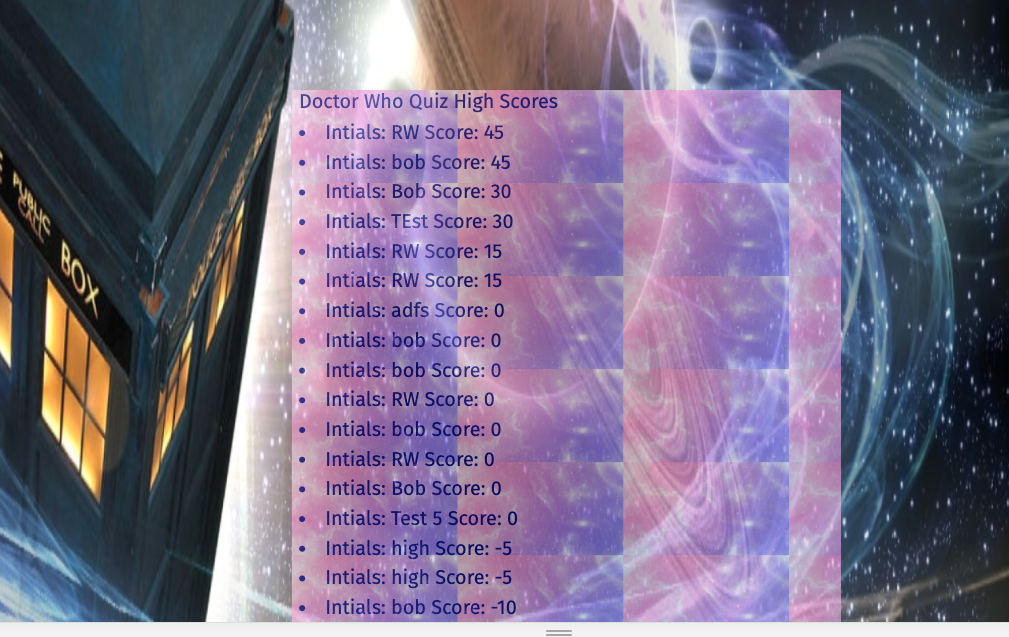 PUBLIC
CALL
BOX
Doctor Who Quiz High Scores
Intials: RW Score: 45
Intials: bob Score: 45
Intials: Bob Score: 30
Intials: TEst Score: 30
Intials: RW Score: 15
Intials: RW Score: 15
Intials: adfs Score: 0
Intials: bob Score: 0
Intials: bob Score: 0
Intials: RW Score: 0
Intials: bob Score: 0
Intials: RW Score: 0
Intials: Bob Score: 0
Intials: Test 5 Score: 0
Intials: high Score: -5
Intials: high Score: -5
Intials: bob Score: -10